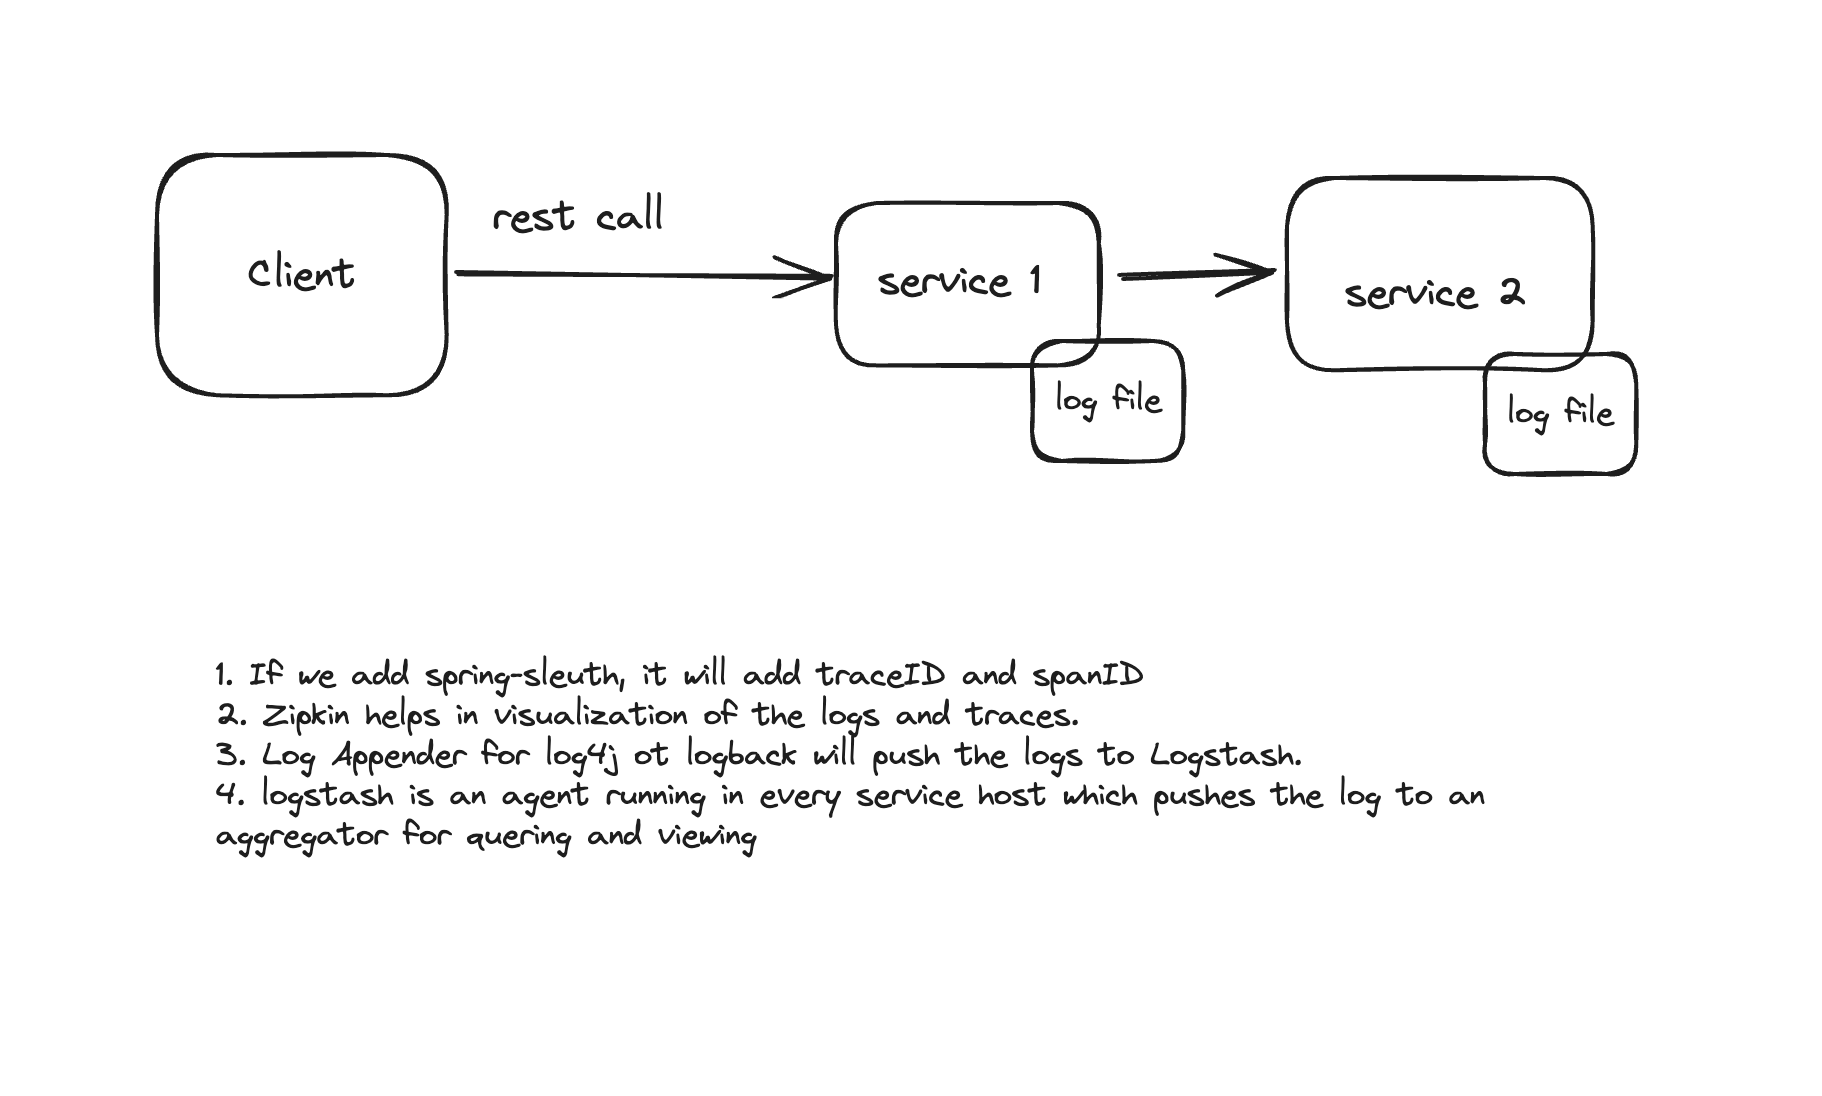 Client
rest call
service 1
service 2
log file
log file
1. If we add spring-sleuth, it will add traceID and spanID
2. Zipkin helps in visualization of the logs and traces.
3. Log Appender for log4j ot logback will push the logs to Logstash.
4. logstash is an agent running in every service host which pushes the log to an
aggregator for quering and viewing